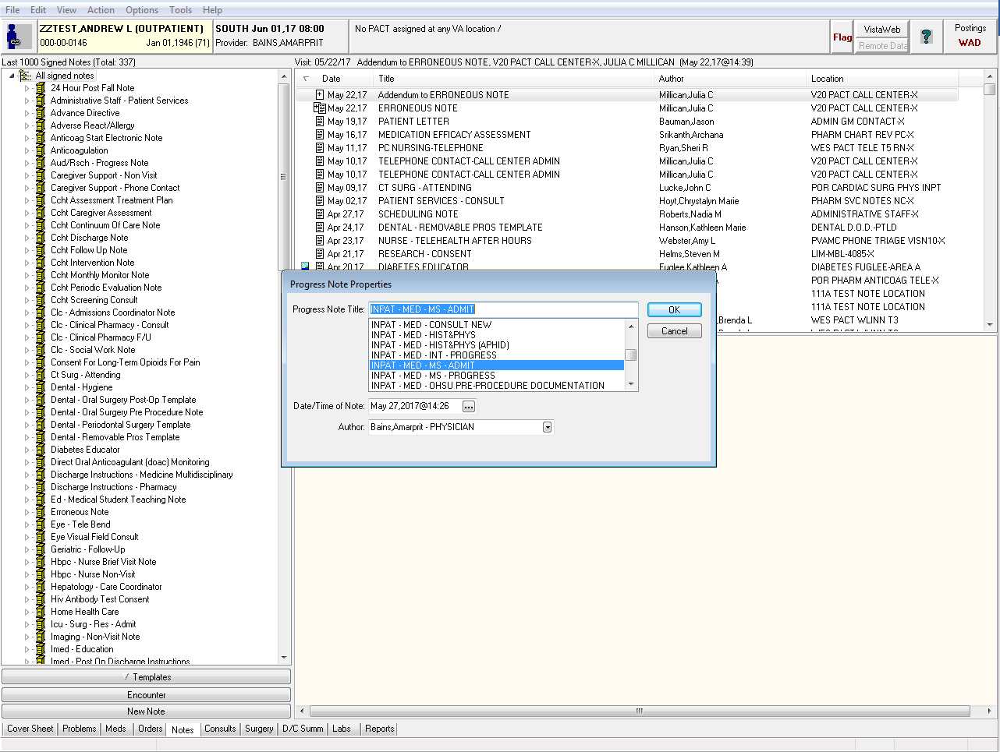 File Edit View Action Options Tools Help
ZZTEST,ANDREW L (OUTPATIENT)
000-00-0146 Jan 01,1946 (71)
SOUTH Jun 01,17 08:00
Provider: BAINS,AMARPRIT
No PACT assigned at any VA location /
Flag
VistaWeb
Remote Data
?
Postings
WAD
Last 1000 Signed Notes (Total: 337)
Visit: 05/22/17 Addendum to ERRONEOUS NOTE, V20 PACT CALL CENTER-X, JULIA C MILLICAN (May 22,17@14:39)
All signed notes
24 Hour Post Fall Note
Administrative Staff - Patient Services
Advance Directive
Adverse React/Allergy
Anticoag Start Electronic Note
Anticoagulation
Aud/Rsch - Progress Note
Caregiver Support - Non Visit
Caregiver Support - Phone Contact
Ccht Assessment Treatment Plan
Ccht Caregiver Assessment
Ccht Continuum Of Care Note
Ccht Discharge Note
Ccht Follow Up Note
Ccht Intervention Note
Ccht Monthly Monitor Note
Ccht Periodic Evaluation Note
Ccht Screening Consult
Clc - Admissions Coordinator
Clc - Clinical Pharmacy - Consult
Clc - Clinical Pharmacy F/U
Clc - Social Work Note
Consent For Long-Term Opioids For Pain
Ct Surg - Attending
Dental - Hygiene
Dental - Oral Surgery Post-Op Template
Dental - Oral Surgery Pre Procedure Note
Dental - Periodontal Surgery Template
Dental - Removable Pros Template
Diabetes Educator
Direct Oral Anticoagulant (doac) Monitoring
Discharge Instructions - Medicine Multidisciplinary
Discharge Instructions - Pharmacy
Ed - Medical Student Teaching Note
Erroneous Note
Eye - Tele Bend
Eye Visual Field Consult
Geriatric - Follow-Up
Hbpc - Nurse Brief Visit Note
Hbpc - Nurse Non-Visit
Hepatology - Care Coordinator
Hiv Antibody Test Consent
Home Health Care
Icu - Surg - Res - Admit
Imaging - Non-Visit Note
Imed - Education
Imed - Post Op Discharge Instructions
Date Title Author Location
May 22,17 Addendum to ERRONEOUS NOTE Millican,Julia C V20 PACT CALL CENTER-X
May 22,17 ERRONEOUS NOTE Millican,Julia C V20 PACT CALL CENTER-X
May 19,17 PATIENT LETTER Bauman,Jason ADMIN GM CONTACT-X
May 16,17 MEDICATION EFFICACY ASSESSMENT Srikanth,Archana PHARM CHART REV PC-X
May 11,17 PC NURSING-TELEPHONE Ryan,Sheri R WES PACT TELE T5 RN-X
May 10,17 TELEPHONE CONTACT-CALL CENTER ADMIN Millican,Julia C V20 PACT CALL CENTER-X
May 10,17 TELEPHONE CONTACT-CALL CENTER ADMIN Millican,Julia C V20 PACT CALL CENTER-X
May 09,17 CT SURG - ATTENDING Lucke,John C POR CARDIAC SURG PHYS INPT
May 02,17 PATIENT SERVICES - CONSULT Hoyt,Chrystalyn Marie PHARM SVC NOTES NC-X
Apr 27,17 SCHEDULING NOTE Roberts,Nadia M ADMINISTRATIVE STAFF-X
Apr 24,17 DENTAL - REMOVABLE PROS TEMPLATE Hanson,Kathleen Marie DENTAL D.O.D.-PTLD
Apr 23,17 NURSE - TELEHEALTH AFTER HOURS Webster,Amy L PVAMC PHONE TRIAGE VISN10-X
Apr 21,17 RESEARCH - CONSENT Helms,Steven M LIM-MBL-4085-X
Apr 20,17 DIABETES EDUCATOR Fuglee,Kathleen A DIABETES FUGLEE-AREA A
POR PHARM ANTICOAG TELE-X
111A TEST NOTE LOCATION
111A TEST NOTE LOCATION
,Brenda L WES PACT WLINN T3
Progress Note Properties
Progress Note Title: INPAT - MED - MS - ADMIT
INPAT - MED - CONSULT NEW
INPAT - MED - HIST&PHYS
INPAT - MED - HIST&PHYS (APHID)
INPAT - MED - INT - PROGRESS
INPAT - MED - MS - ADMIT
INPAT - MED - MS - PROGRESS
INPAT - MED - OHSU PRE-PROCEDURE DOCUMENTATION
OK
Cancel
Date/Time of Note: May 27,2017@14:26 ...
Author: Bains,Amarprit - PHYSICIAN
Templates
Encounter
New Note
Cover Sheet Problems Meds Orders Notes Consults Surgery D/C Summ Labs Reports